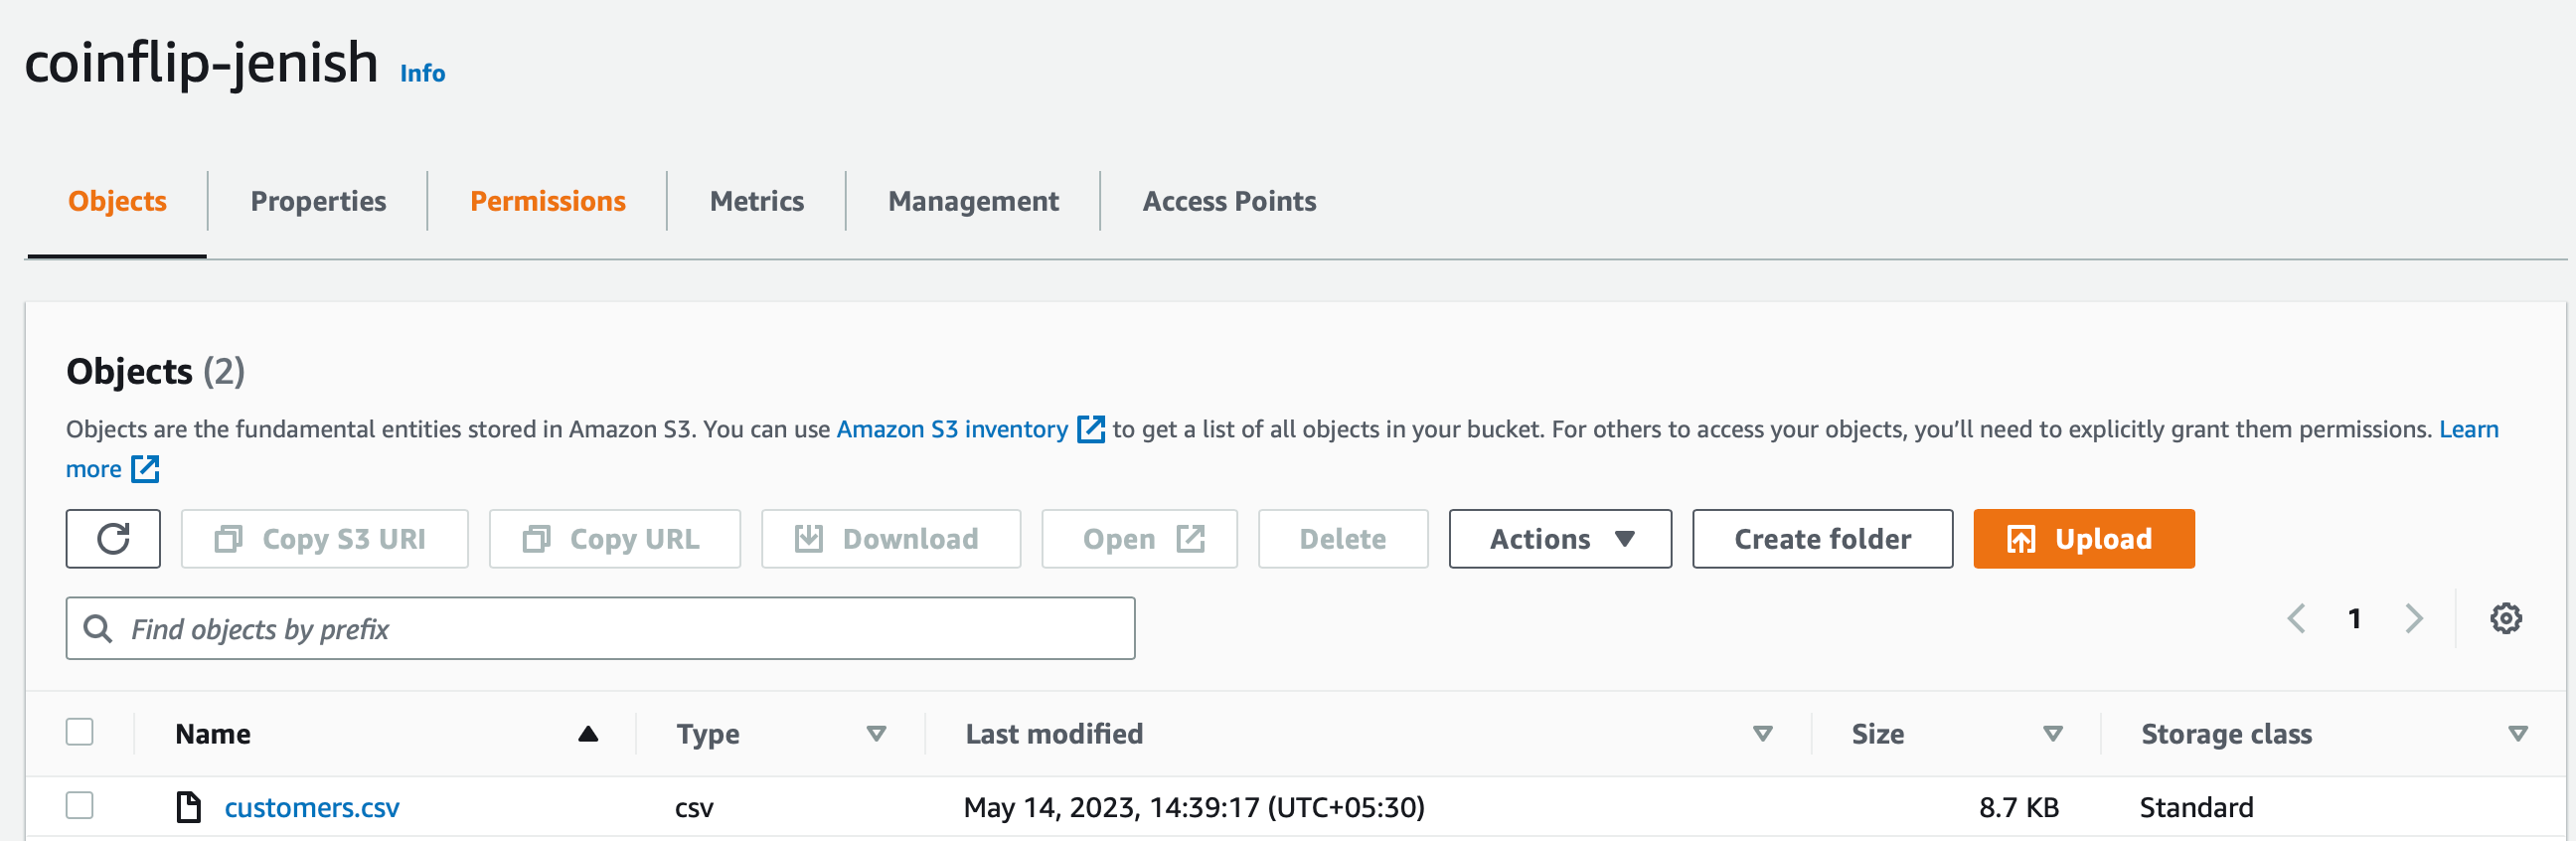 coinflip-jenish Info
Objects Properties Permissions Metrics Management Access Points
Objects (2)
Objects are the fundamental entities stored in Amazon S3. You can use Amazon S3 inventory to get a list of all objects in your bucket. For others to access your objects, you’ll need to explicitly grant them permissions. Learn
more
Copy S3 URI Copy URL Download Open Delete Actions Create folder Upload
Find objects by prefix 1
Name Type Last modified Size Storage class
customers.csv csv May 14, 2023, 14:39:17 (UTC+05:30) 8.7 KB Standard